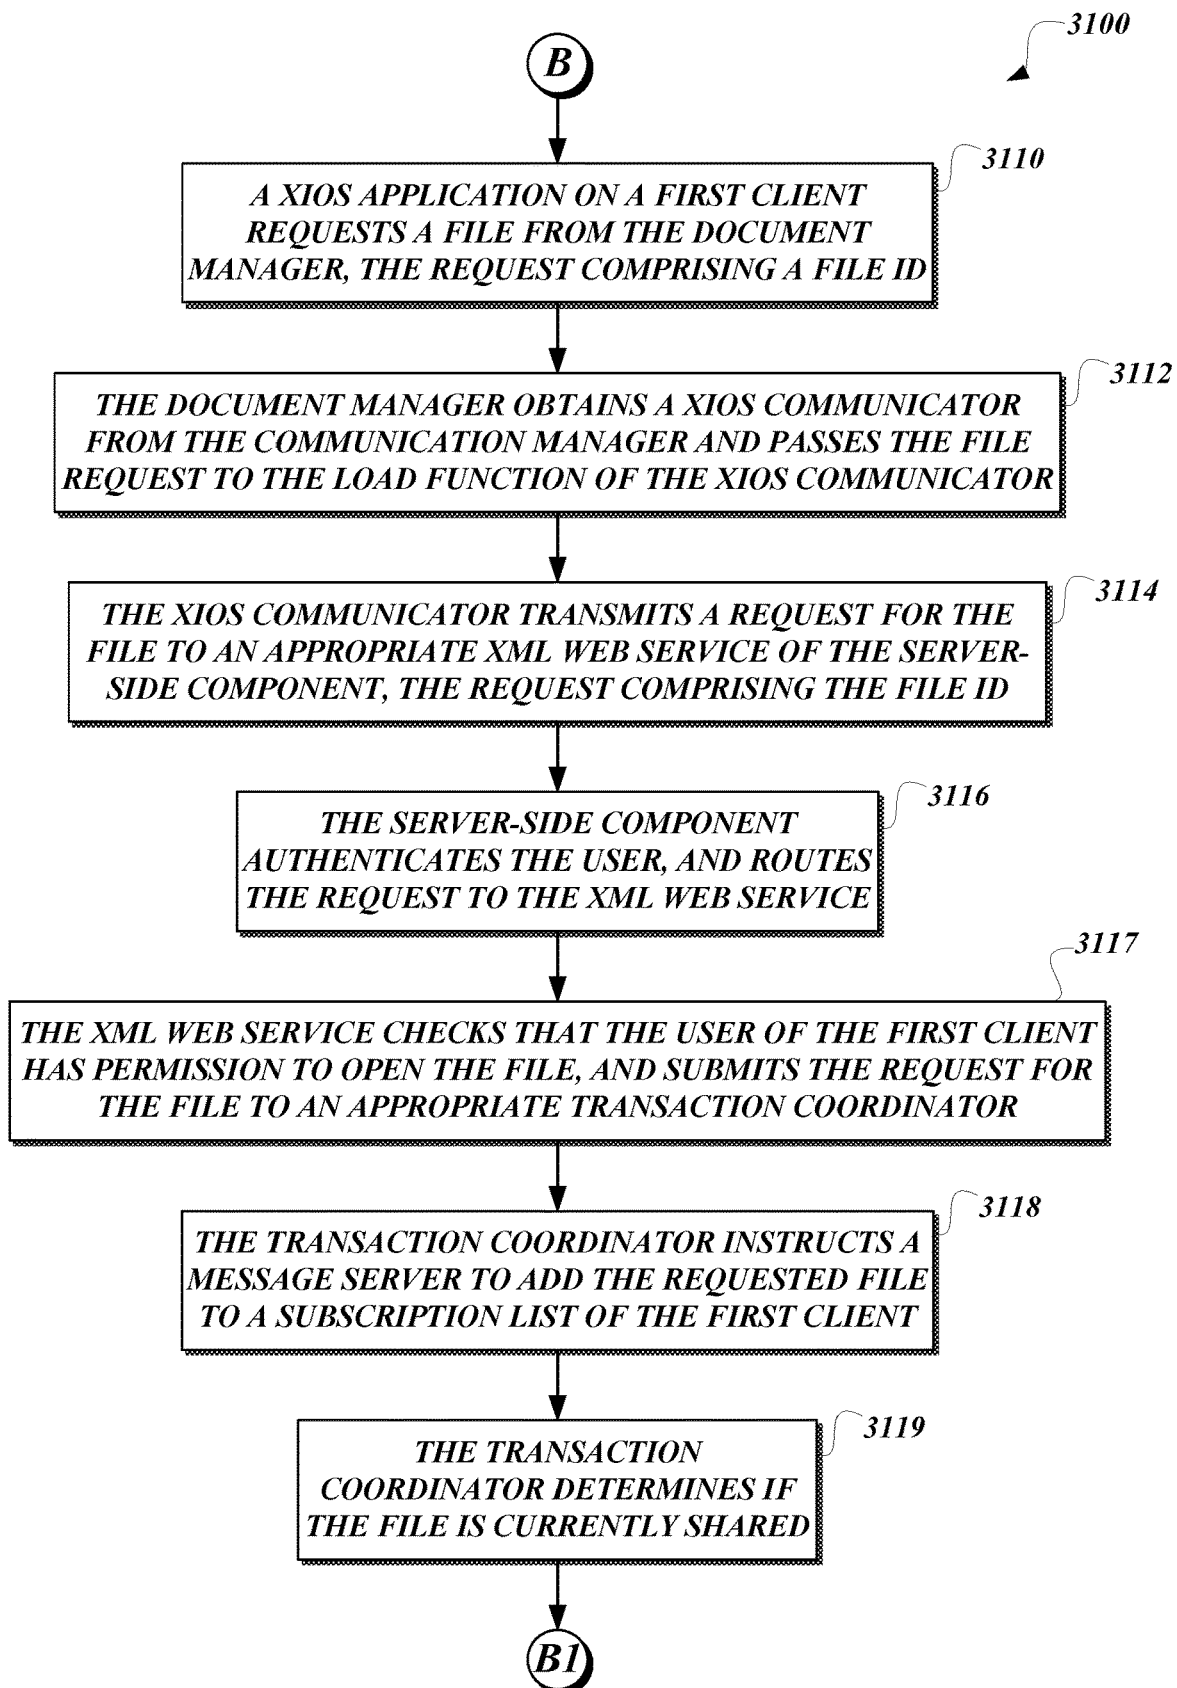 3100
B
3110
A XIOS APPLICATION ON A FIRST CLIENT
REQUESTS A FILE FROM THE DOCUMENT
MANAGER, THE REQUEST COMPRISING A FILE ID
3112
THE DOCUMENT MANAGER OBTAINS A XIOS COMMUNICATOR
FROM THE COMMUNICATION MANAGER AND PASSES THE FILE
REQUEST TO THE LOAD FUNCTION OF THE XIOS COMMUNICATOR
3114
THE XIOS COMMUNICATOR TRANSMITS A REQUEST FOR THE
FILE TO AN APPROPRIATE XML WEB SERVICE OF THE SERVER-
SIDE COMPONENT, THE REQUEST COMPRISING THE FILE ID
3116
THE SERVER-SIDE COMPONENT
AUTHENTICATES THE USER, AND ROUTES
THE REQUEST TO THE XML WEB SERVICE
3117
THE XML WEB SERVICE CHECKS THAT THE USER OF THE FIRST CLIENT
HAS PERMISSION TO OPEN THE FILE, AND SUBMITS THE REQUEST FOR
THE FILE TO AN APPROPRIATE TRANSACTION COORDINATOR
3118
THE TRANSACTION COORDINATOR INSTRUCTS A
MESSAGE SERVER TO ADD THE REQUESTED FILE
TO A SUBSCRIPTION LIST OF THE FIRST CLIENT
3119
THE TRANSACTION
COORDINATOR DETERMINES IF
THE FILE IS CURRENTLY SHARED
B1